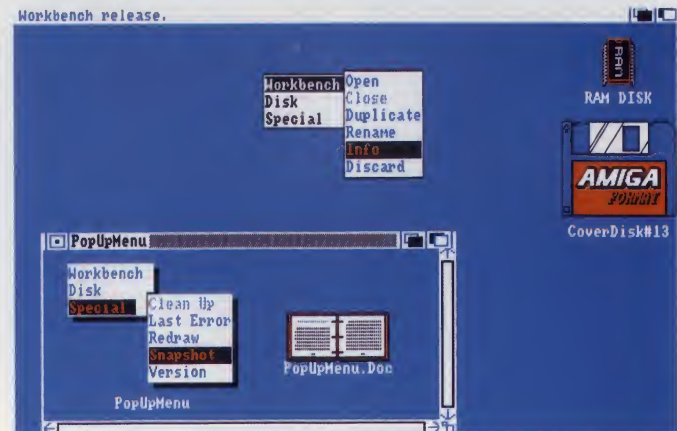 Workbench release.
Workbench
Disk
Special
Open
Close
Duplicate
Rename
Info
Discard
RAM
RAM DISK
AMIGA
FORMAT
CoverDisk#13
PopUpMenu
Workbench
Disk
Special
Clean Up
Last Error
Redraw
Snapshot
Version
PopUpMenu
PopUpMenu.Doc